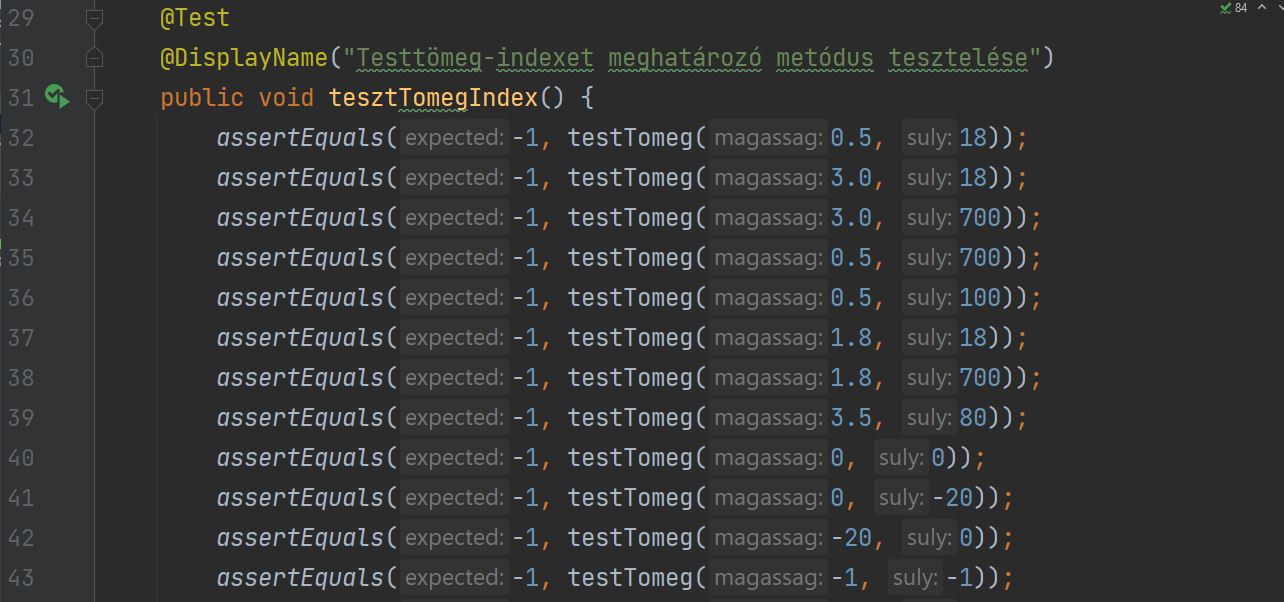 84
29 @Test
30 @DisplayName("Testtömeg-indexet meghatározó metódus tesztelése")
31 public void tesztTomegIndex() {
32 assertEquals( expected: -1, testTomeg( magassag: 0.5, suly: 18));
33 assertEquals( expected: -1, testTomeg( magassag: 3.0, suly: 18));
34 assertEquals( expected: -1, testTomeg( magassag: 3.0, suly: 700));
35 assertEquals( expected: -1, testTomeg( magassag: 0.5, suly: 700));
36 assertEquals( expected: -1, testTomeg( magassag: 0.5, suly: 100));
37 assertEquals( expected: -1, testTomeg( magassag: 1.8, suly: 18));
38 assertEquals( expected: -1, testTomeg( magassag: 1.8, suly: 700));
39 assertEquals( expected: -1, testTomeg( magassag: 3.5, suly: 80));
40 assertEquals( expected: -1, testTomeg( magassag: 0, suly: 0));
41 assertEquals( expected: -1, testTomeg( magassag: 0, suly: -20));
42 assertEquals( expected: -1, testTomeg( magassag: -20, suly: 0));
43 assertEquals( expected: -1, testTomeg( magassag: -1, suly: -1));